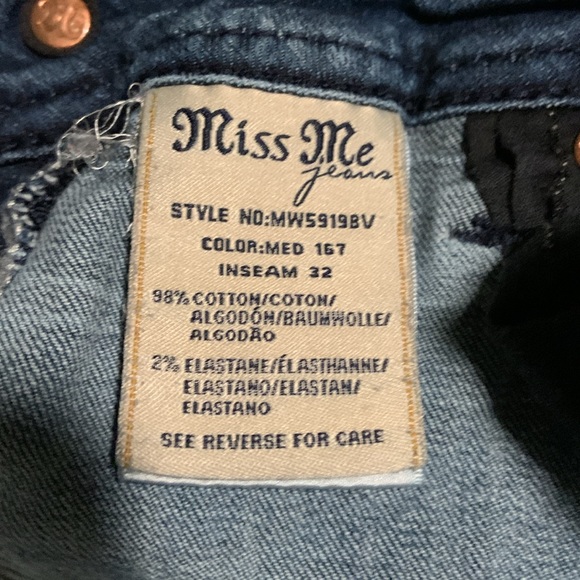 Miss Me
jeans
STYLE NO:MW5919BV
COLOR:MED 167
INSEAM 32
98% COTTON/COTON/
ALGODÓN/BAUMWOLLE/
ALGODÃO
2% ELASTANE/ÉLASTHANNE/
ELASTANO/ELASTAN/
ELASTANO
SEE REVERSE FOR CARE